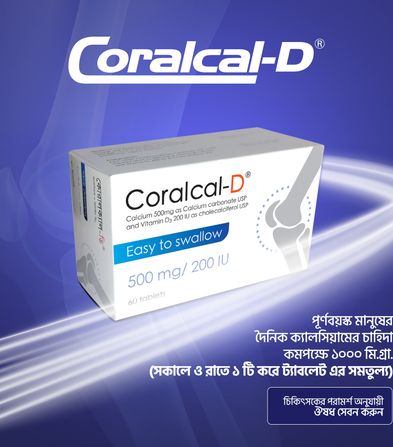 Coralcal-D®
Coralcal-D®
Calcium 500mg as Calcium carbonate USP
and Vitamin D₃ 200 IU as cholecalciferol USP
Easy to swallow
500 mg/ 200 IU
60 tablets
পূর্ণবয়স্ক মানুষের
দৈনিক ক্যালসিয়ামের চাহিদা
কমপক্ষে ১০০০ মি.গ্রা.
(সকালে ও রাতে ১ টি করে ট্যাবলেট এর সমতুল্য)
চিকিৎসকের পরামর্শ অনুযায়ী
ঔষধ সেবন করুন